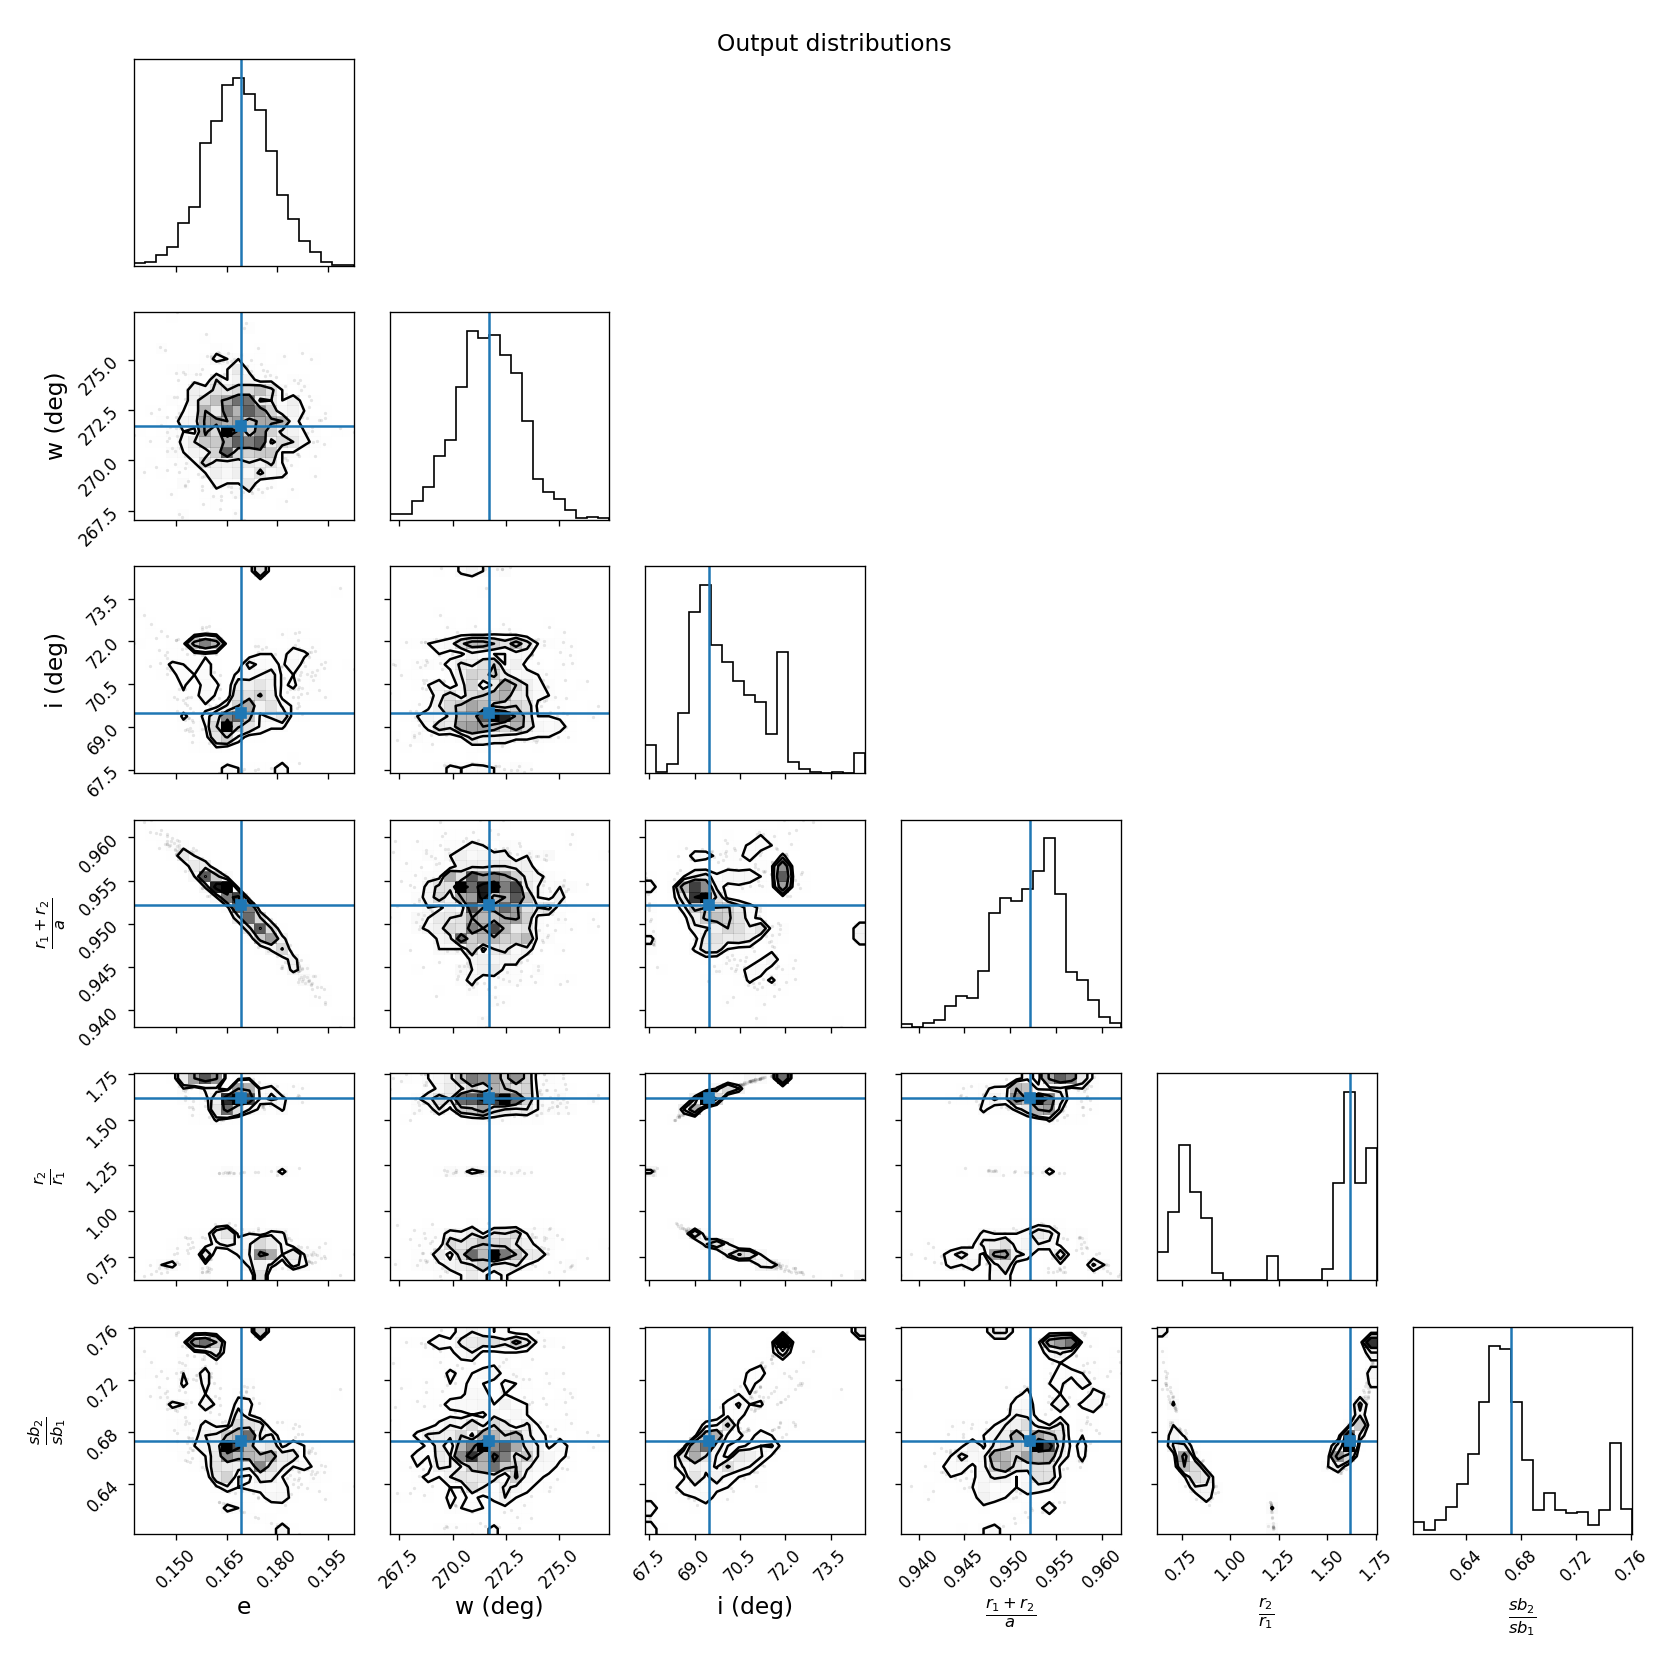 Output distributions
w (deg)
275.0
272.5
270.0
267.5
i (deg)
73.5
72.0
70.5
69.0
67.5
r₁ + r₂
a
0.960
0.955
0.950
0.945
0.940
r₂
r₁
1.75
1.50
1.25
1.00
0.75
sb₂
sb₁
0.76
0.72
0.68
0.64
0.150 0.165 0.180 0.195 267.5 270.0 272.5 275.0 67.5 69.0 70.5 72.0 73.5 0.940 0.945 0.950 0.955 0.960 0.75 1.00 1.25 1.50 1.75 0.64 0.68 0.72 0.76
e w (deg) i (deg) r₁ + r₂ r₂ sb₂
a r₁ sb₁